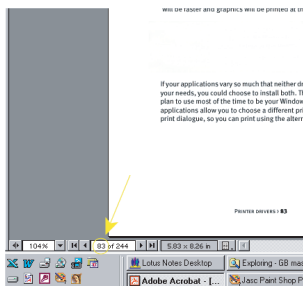 will be faster and graphics will be printed at th
If your applications vary so much that neither d
your needs, you could choose to install both. Th
plan to use most of the time to be your Window
applications allow you to choose a different pri
print dialogue, so you can print using the altern
PRINTER DRIVERS > 83
104% 83 of 244 5.83 x 8.26 in
Lotus Notes Desktop Exploring - GB mas
Adobe Acrobat - [... Jasc Paint Shop P